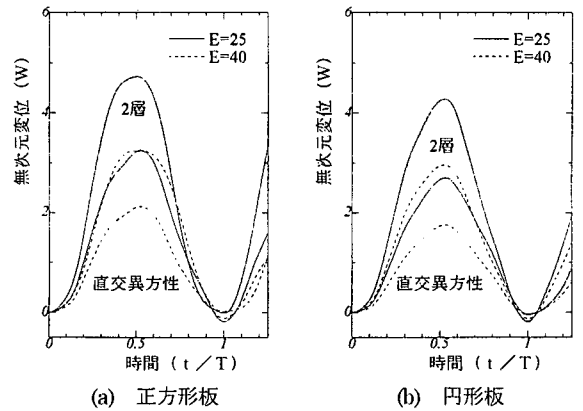 6
4
2
0
無次元変位 (W)
E=25
E=40
2層
直交異方性
0
0.5
1
時間 ( t / T )
(a) 正方形板
6
4
2
0
無次元変位 (W)
E=25
E=40
2層
直交異方性
0
0.5
1
時間 ( t / T )
(b) 円形板